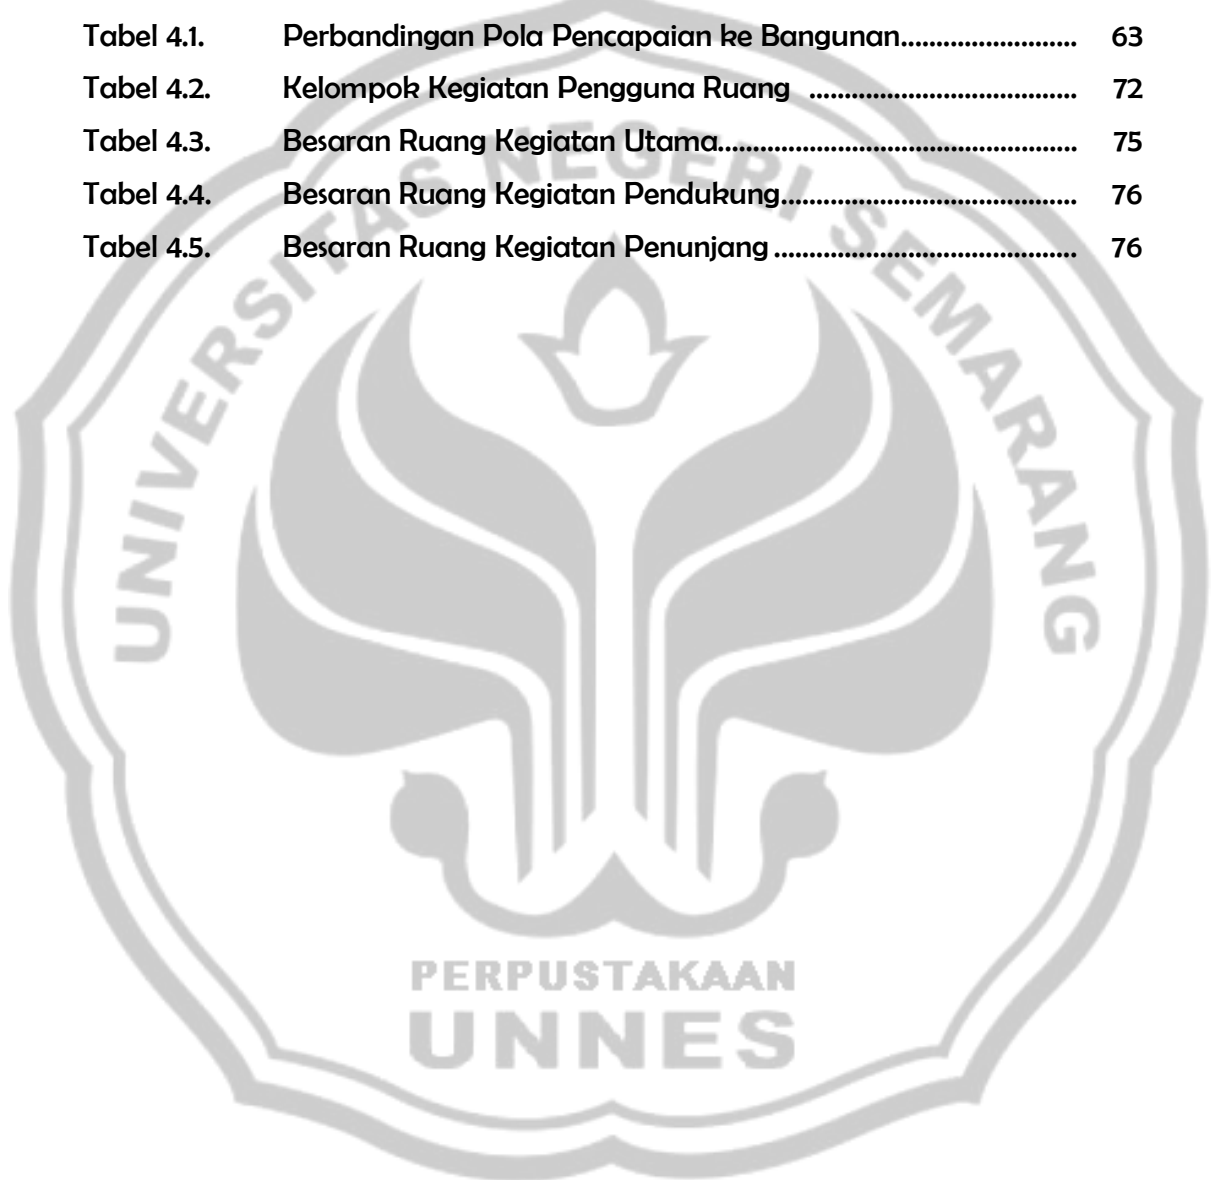 Tabel 4.1. Perbandingan Pola Pencapaian ke Bangunan......................... 63
Tabel 4.2. Kelompok Kegiatan Pengguna Ruang ...................................... 72
Tabel 4.3. Besaran Ruang Kegiatan Utama................................................... 75
Tabel 4.4. Besaran Ruang Kegiatan Pendukung.......................................... 76
Tabel 4.5. Besaran Ruang Kegiatan Penunjang ........................................... 76
UNIVERSITAS NEGERI SEMARANG
PERPUSTAKAAN
UNNES